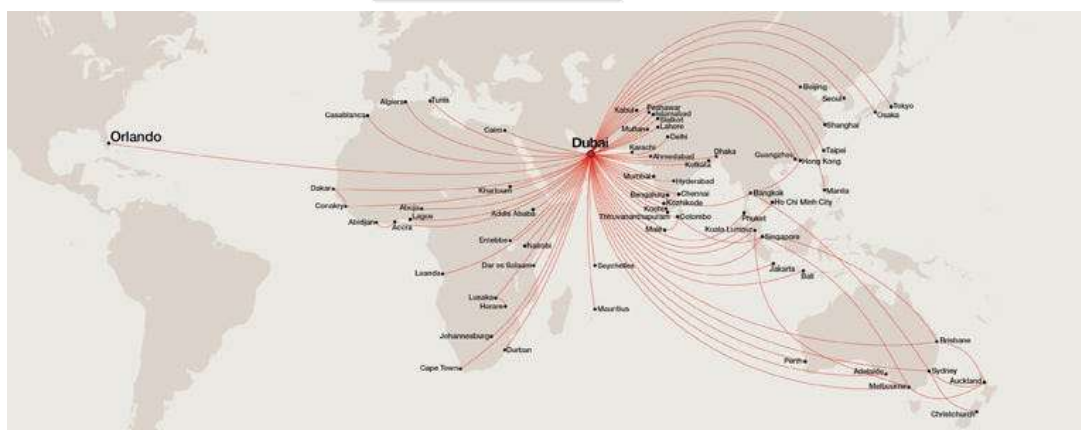 Orlando
Casablanca
Algiers
Tunis
Cairo
Dubai
Dakar
Conakry
Abidjan
Accra
Lagos
Abuja
Khartoum
Addis Ababa
Entebbe
Nairobi
Luanda
Dar es Salaam
Lusaka
Harare
Johannesburg
Durban
Cape Town
Seychelles
Mauritius
Kabul
Peshawar
Islamabad
Sialkot
Multan
Lahore
Delhi
Karachi
Ahmedabad
Dhaka
Kolkata
Mumbai
Hyderabad
Bengaluru
Chennai
Kozhikode
Kochi
Thiruvananthapuram
Colombo
Male
Beijing
Seoul
Tokyo
Osaka
Shanghai
Taipei
Guangzhou
Hong Kong
Manila
Bangkok
Ho Chi Minh City
Phuket
Kuala Lumpur
Singapore
Jakarta
Bali
Brisbane
Perth
Adelaide
Sydney
Melbourne
Auckland
Christchurch